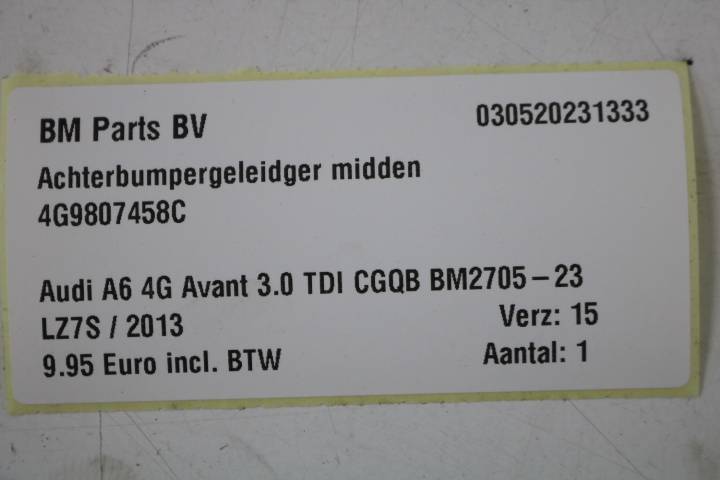 BM Parts BV 030520231333
Achterbumpergeleidger midden
4G9807458C
Audi A6 4G Avant 3.0 TDI CGQB BM2705-23
LZ7S / 2013 Verz: 15
9.95 Euro incl. BTW Aantal: 1